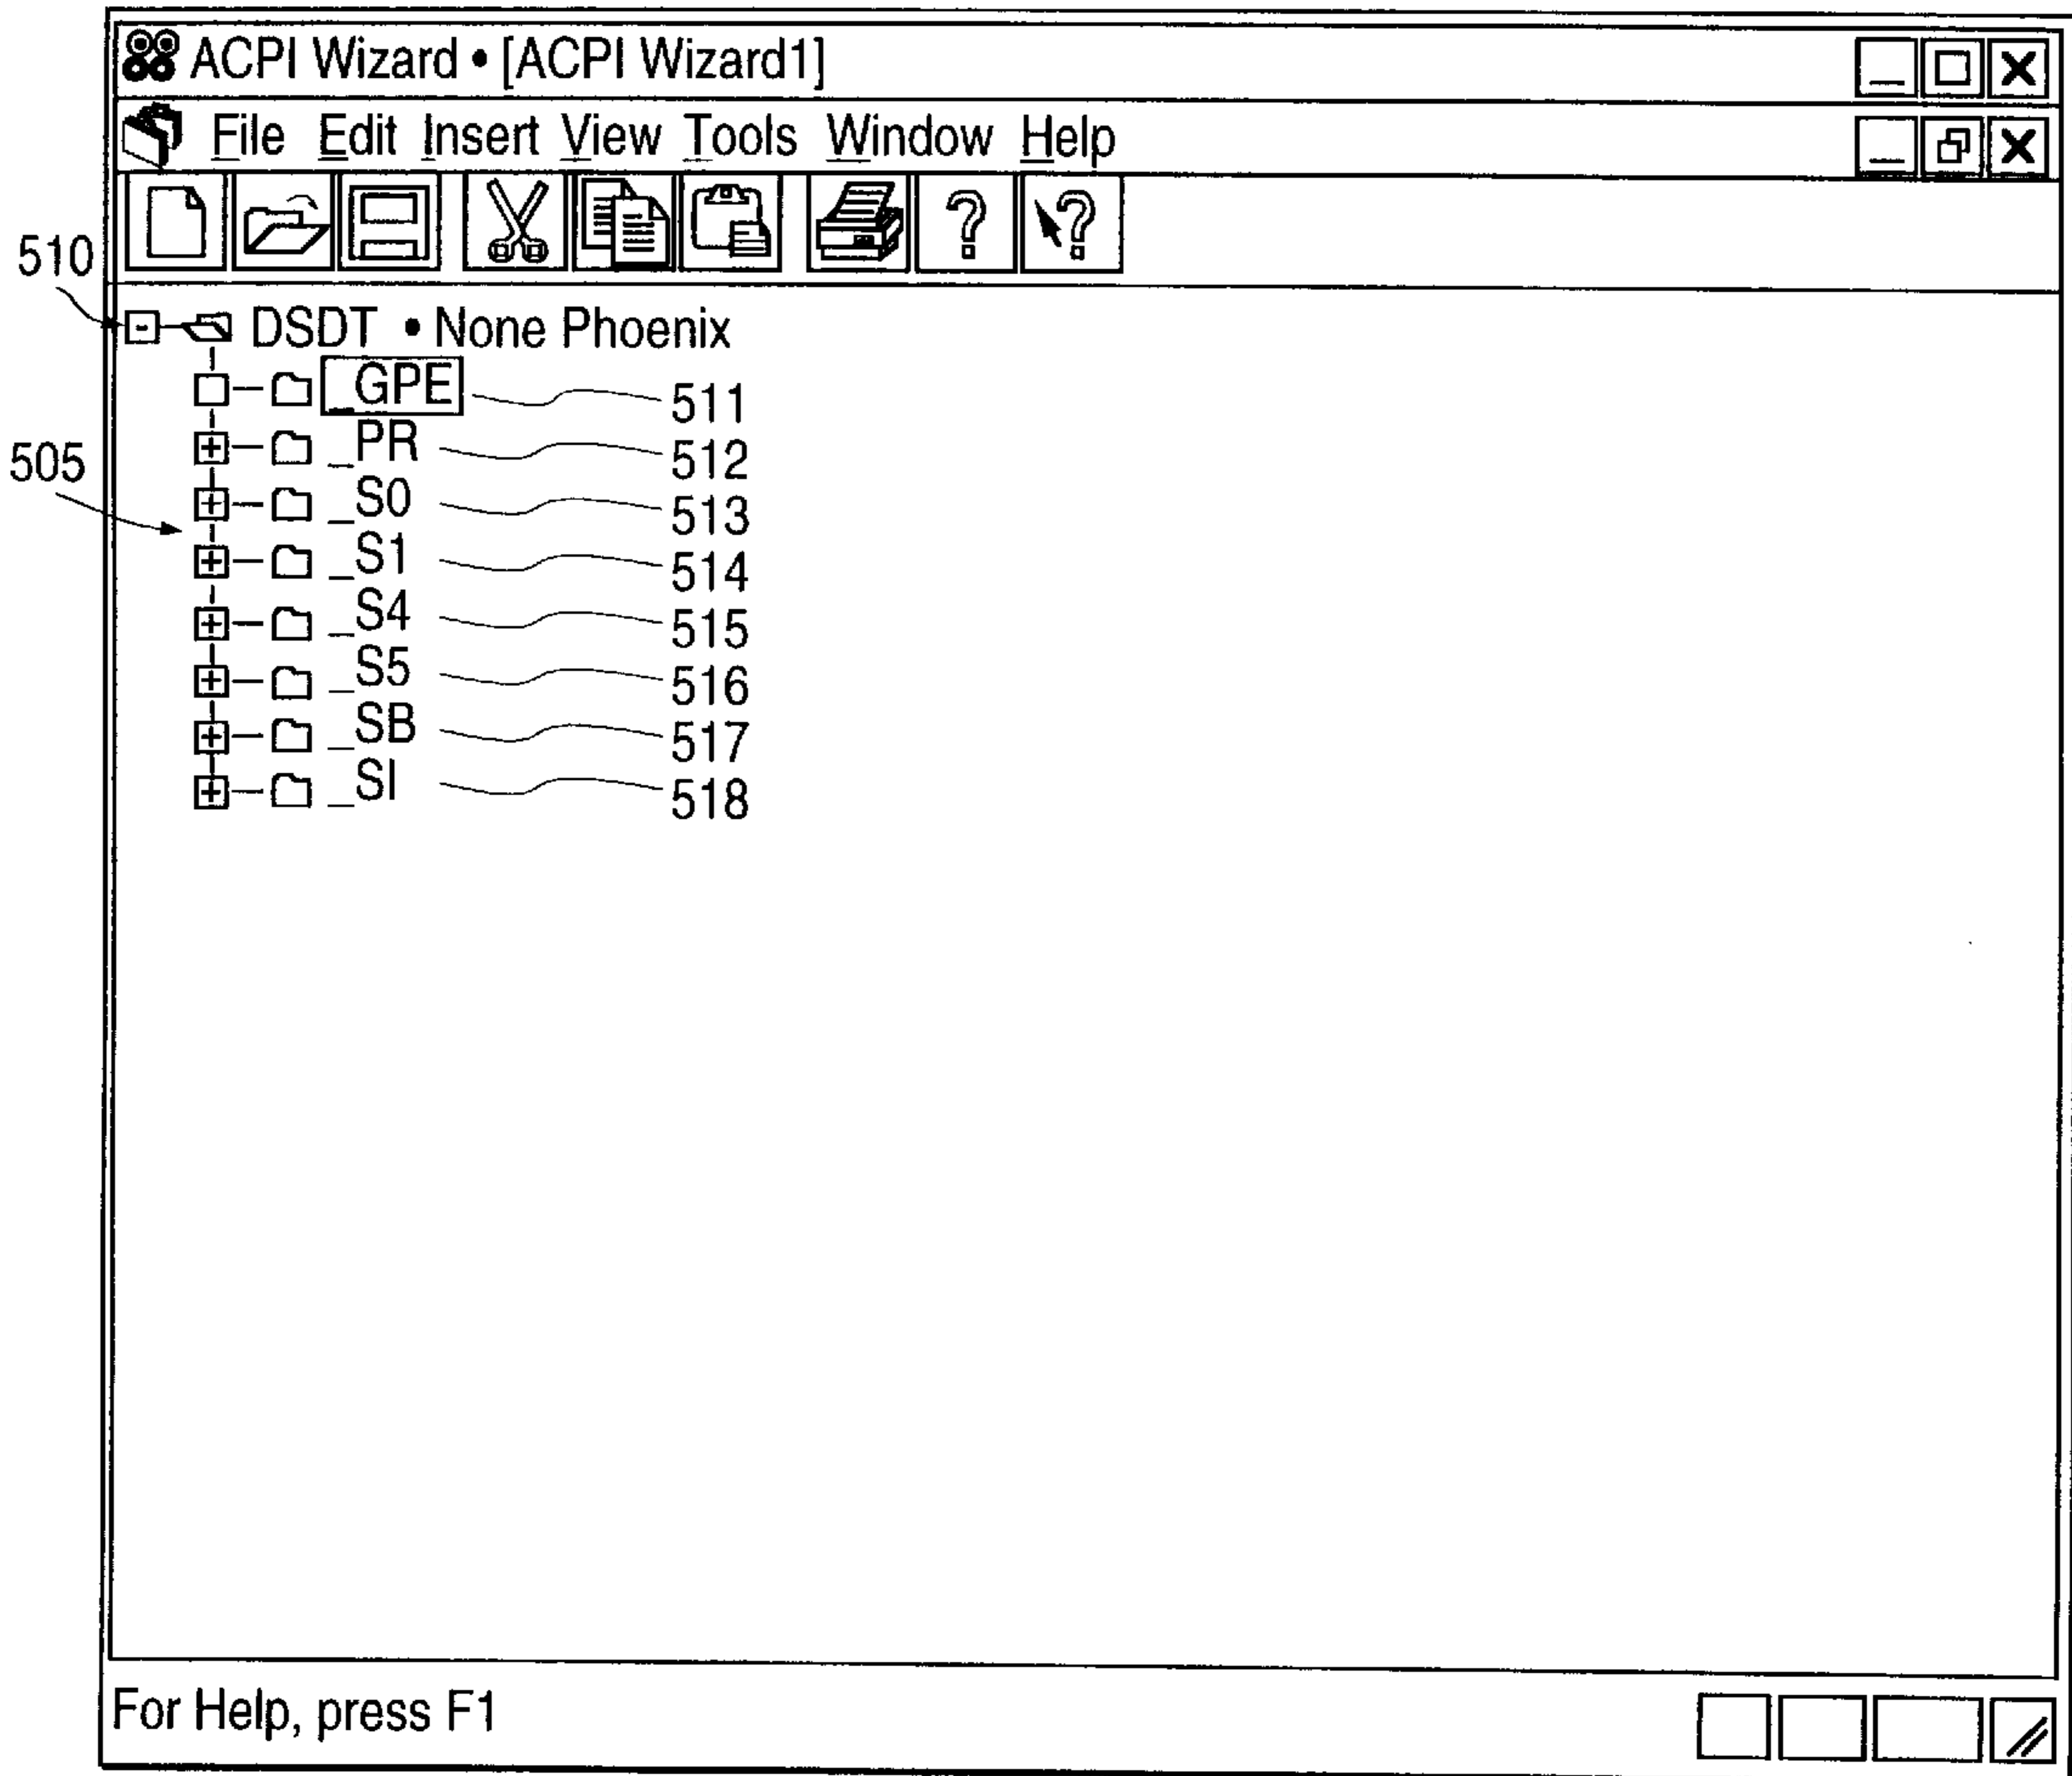 ACPI Wizard • [ACPI Wizard1]
File Edit Insert View Tools Window Help
510
DSDT • None Phoenix
_GPE 511
_PR 512
505
_S0 513
_S1 514
_S4 515
_S5 516
_SB 517
_SI 518
For Help, press F1